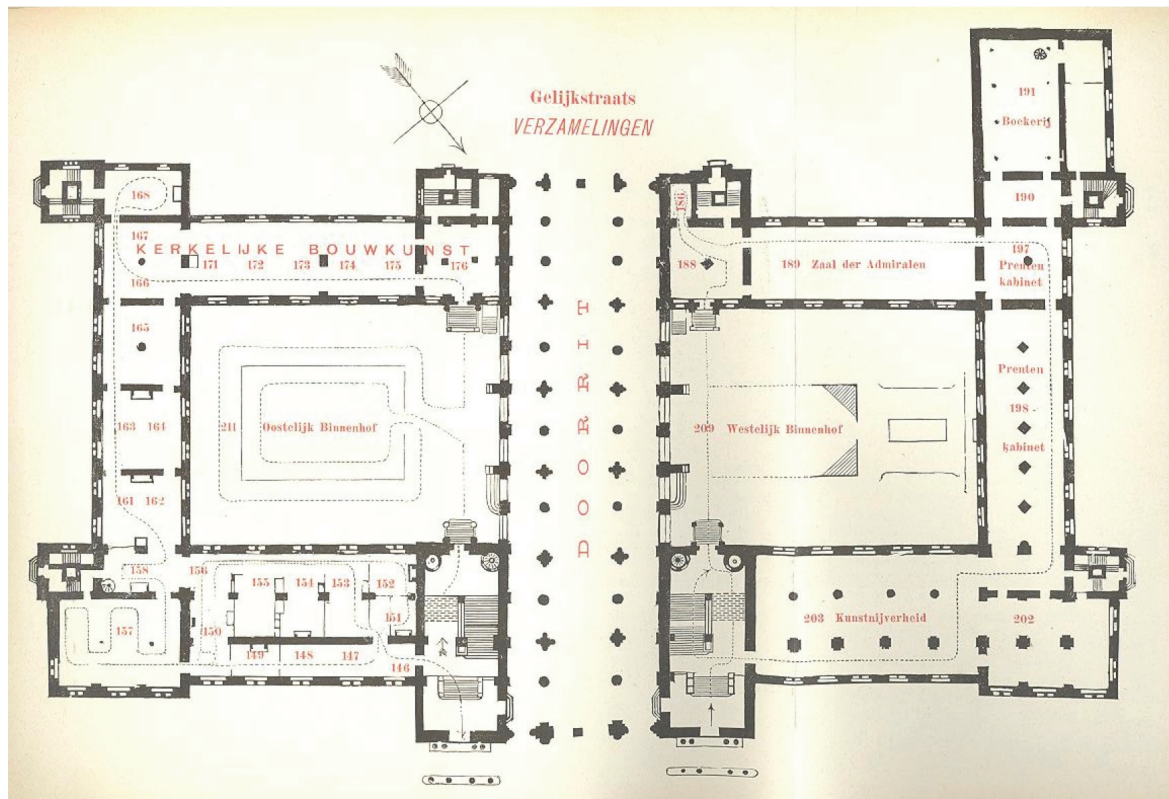 Gelijkstraats
VERZAMELINGEN
168
167
KERKELIJKE BOUWKUNST
171 172 173 174 175 176
166
165
163 164
161 162
158 156
157
155 154 153 152
151
150
149 148 147 146
211 Oostelijk Binnenhof
DOORRIT
186
188
189 Zaal der Admiralen
191
Boekerij
190
197
Prenten
kabinet
Prenten
198
kabinet
209 Westelijk Binnenhof
203 Kunstnijverheid
202